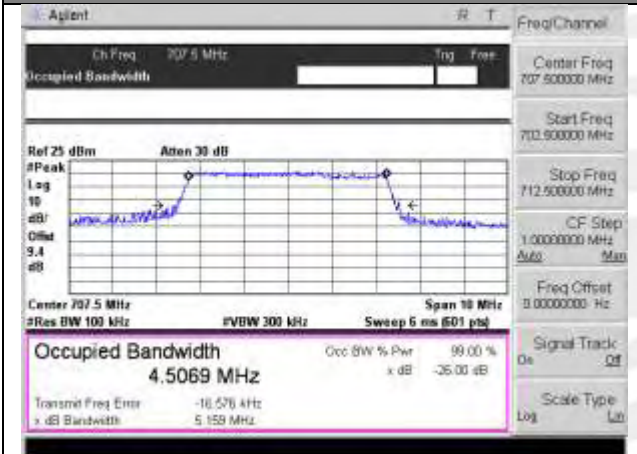 Agilent R T
Ch Freq 707.5 MHz Trig Free
Occupied Bandwidth
Ref 25 dBm Atten 30 dB
#Peak
Log
10
dB/
Offst
9.4
dB
Center 707.5 MHz Span 10 MHz
#Res BW 100 kHz #VBW 300 kHz Sweep 6 ms (601 pts)
Occupied Bandwidth Occ BW % Pwr 99.00 %
4.5069 MHz x dB -26.00 dB
Transmit Freq Error -16.576 kHz
x dB Bandwidth 5.159 MHz
Freq/Channel
Center Freq
707.500000 MHz
Start Freq
702.500000 MHz
Stop Freq
712.500000 MHz
CF Step
1.00000000 MHz
Auto Man
Freq Offset
0.00000000 Hz
Signal Track
On Off
Scale Type
Log Lin